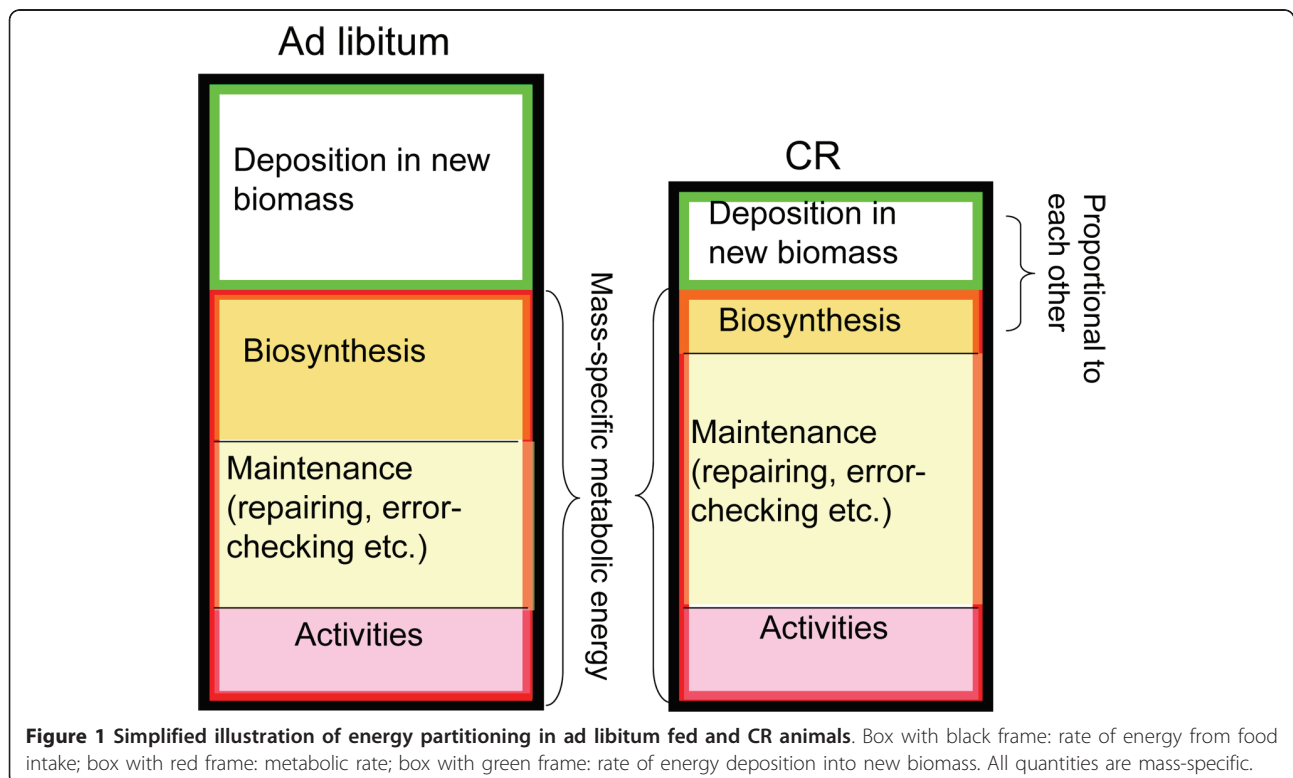 Ad libitum
Deposition in new
biomass
Biosynthesis
Maintenance
(repairing, error-
checking etc.)
Activities
Mass-specific metabolic energy
CR
Deposition in
new biomass
Biosynthesis
Maintenance
(repairing, error-
checking etc.)
Activities
Proportional to
each other
Figure 1 Simplified illustration of energy partitioning in ad libitum fed and CR animals. Box with black frame: rate of energy from food
intake; box with red frame: metabolic rate; box with green frame: rate of energy deposition into new biomass. All quantities are mass-specific.